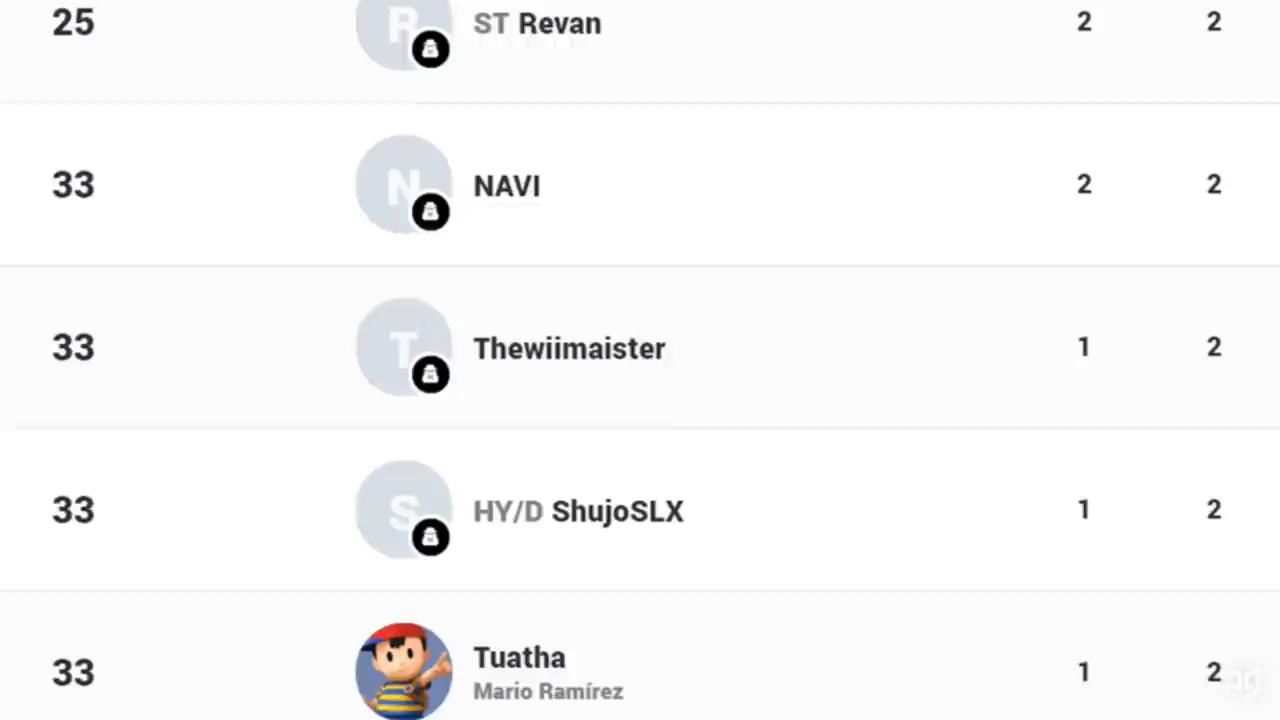 25 R ST Revan 2 2
33 N NAVI 2 2
33 T Thewiimaister 1 2
33 S HY/D ShujoSLX 1 2
33 Tuatha 1 2
Mario Ramírez